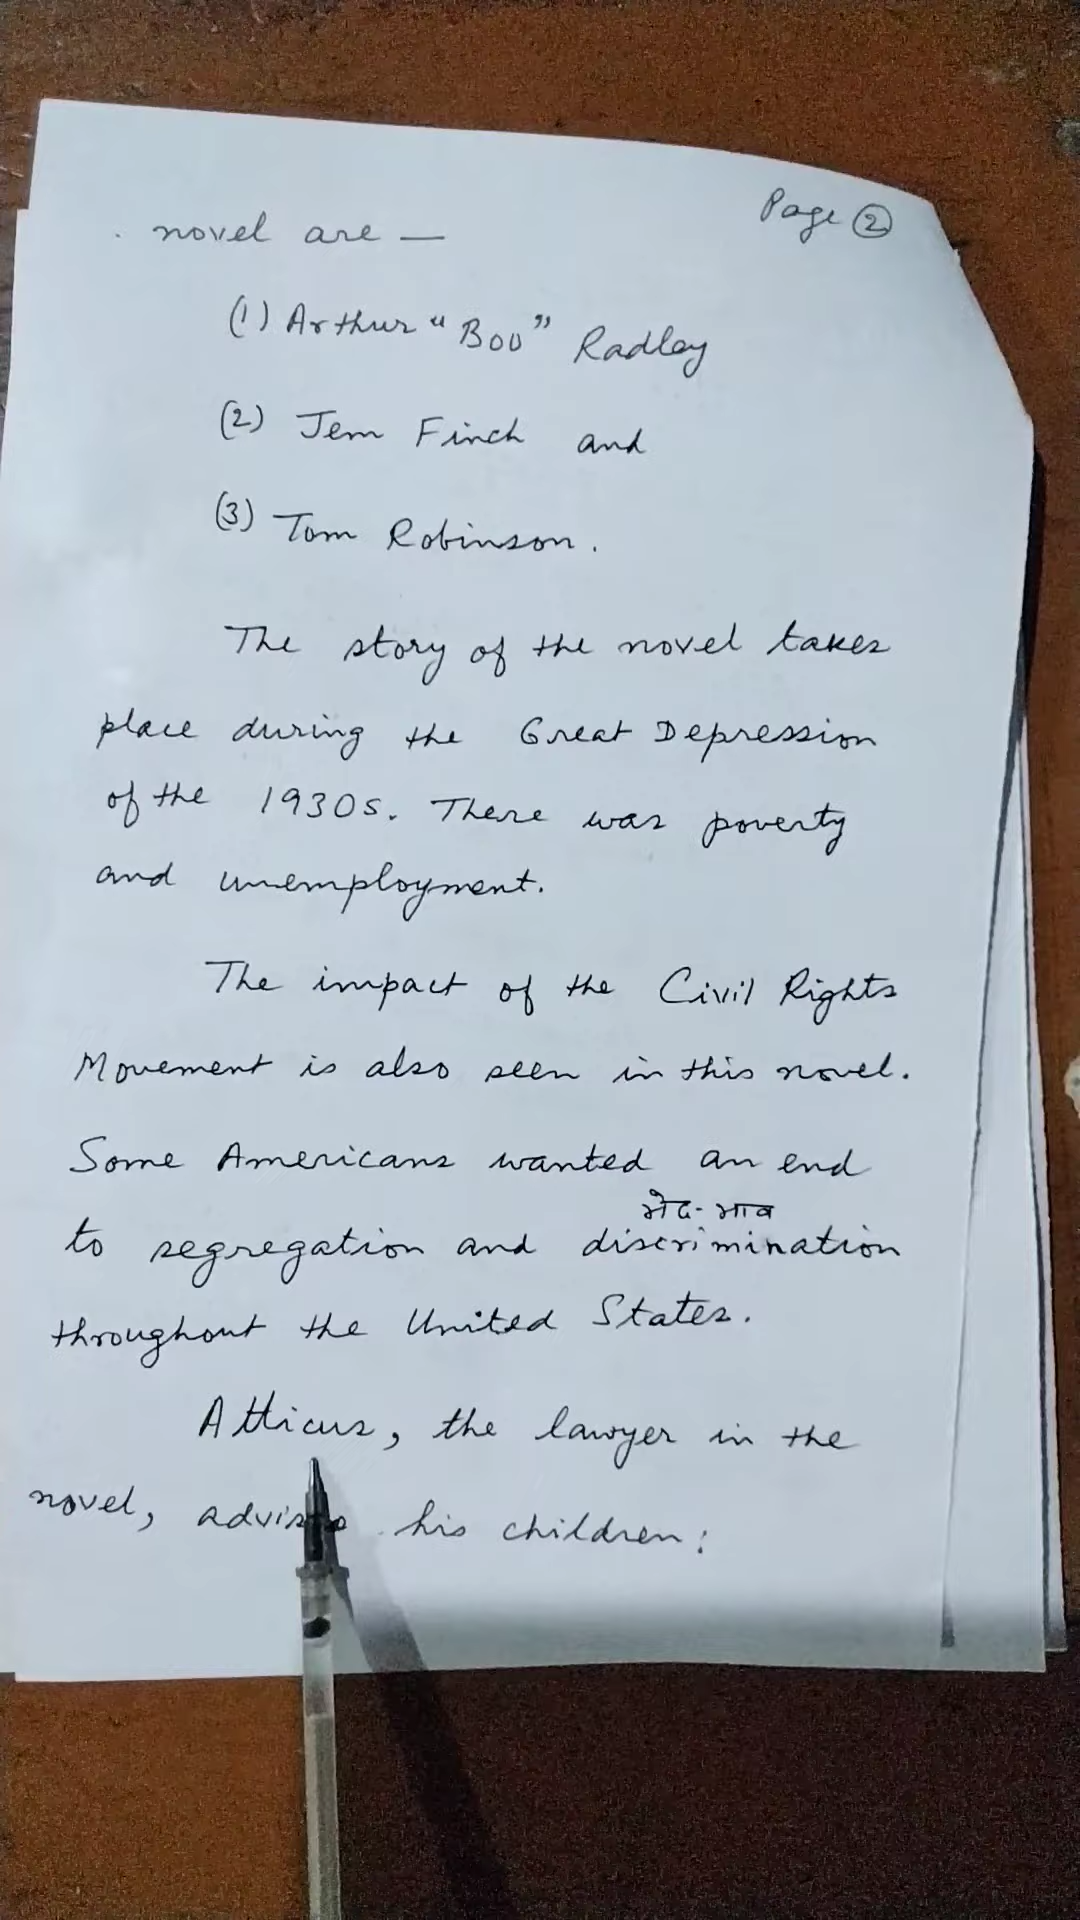 Page ②
novel are —
(1) Arthur "Boo" Radley
(2) Jem Finch and
(3) Tom Robinson.
The story of the novel takes
place during the Great Depression
of the 1930s. There was poverty
and unemployment.
The impact of the Civil Rights
Movement is also seen in this novel.
Some Americans wanted an end
भेद-भाव
to segregation and discrimination
throughout the United States.
Atticus, the lawyer in the
novel, advises his children: